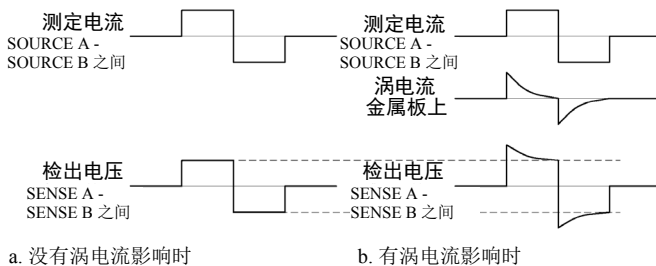 测定电流
SOURCE A -
SOURCE B 之间
检出电压
SENSE A -
SENSE B 之间
a. 没有涡电流影响时
测定电流
SOURCE A -
SOURCE B 之间
涡电流
金属板上
检出电压
SENSE A -
SENSE B 之间
b. 有涡电流影响时